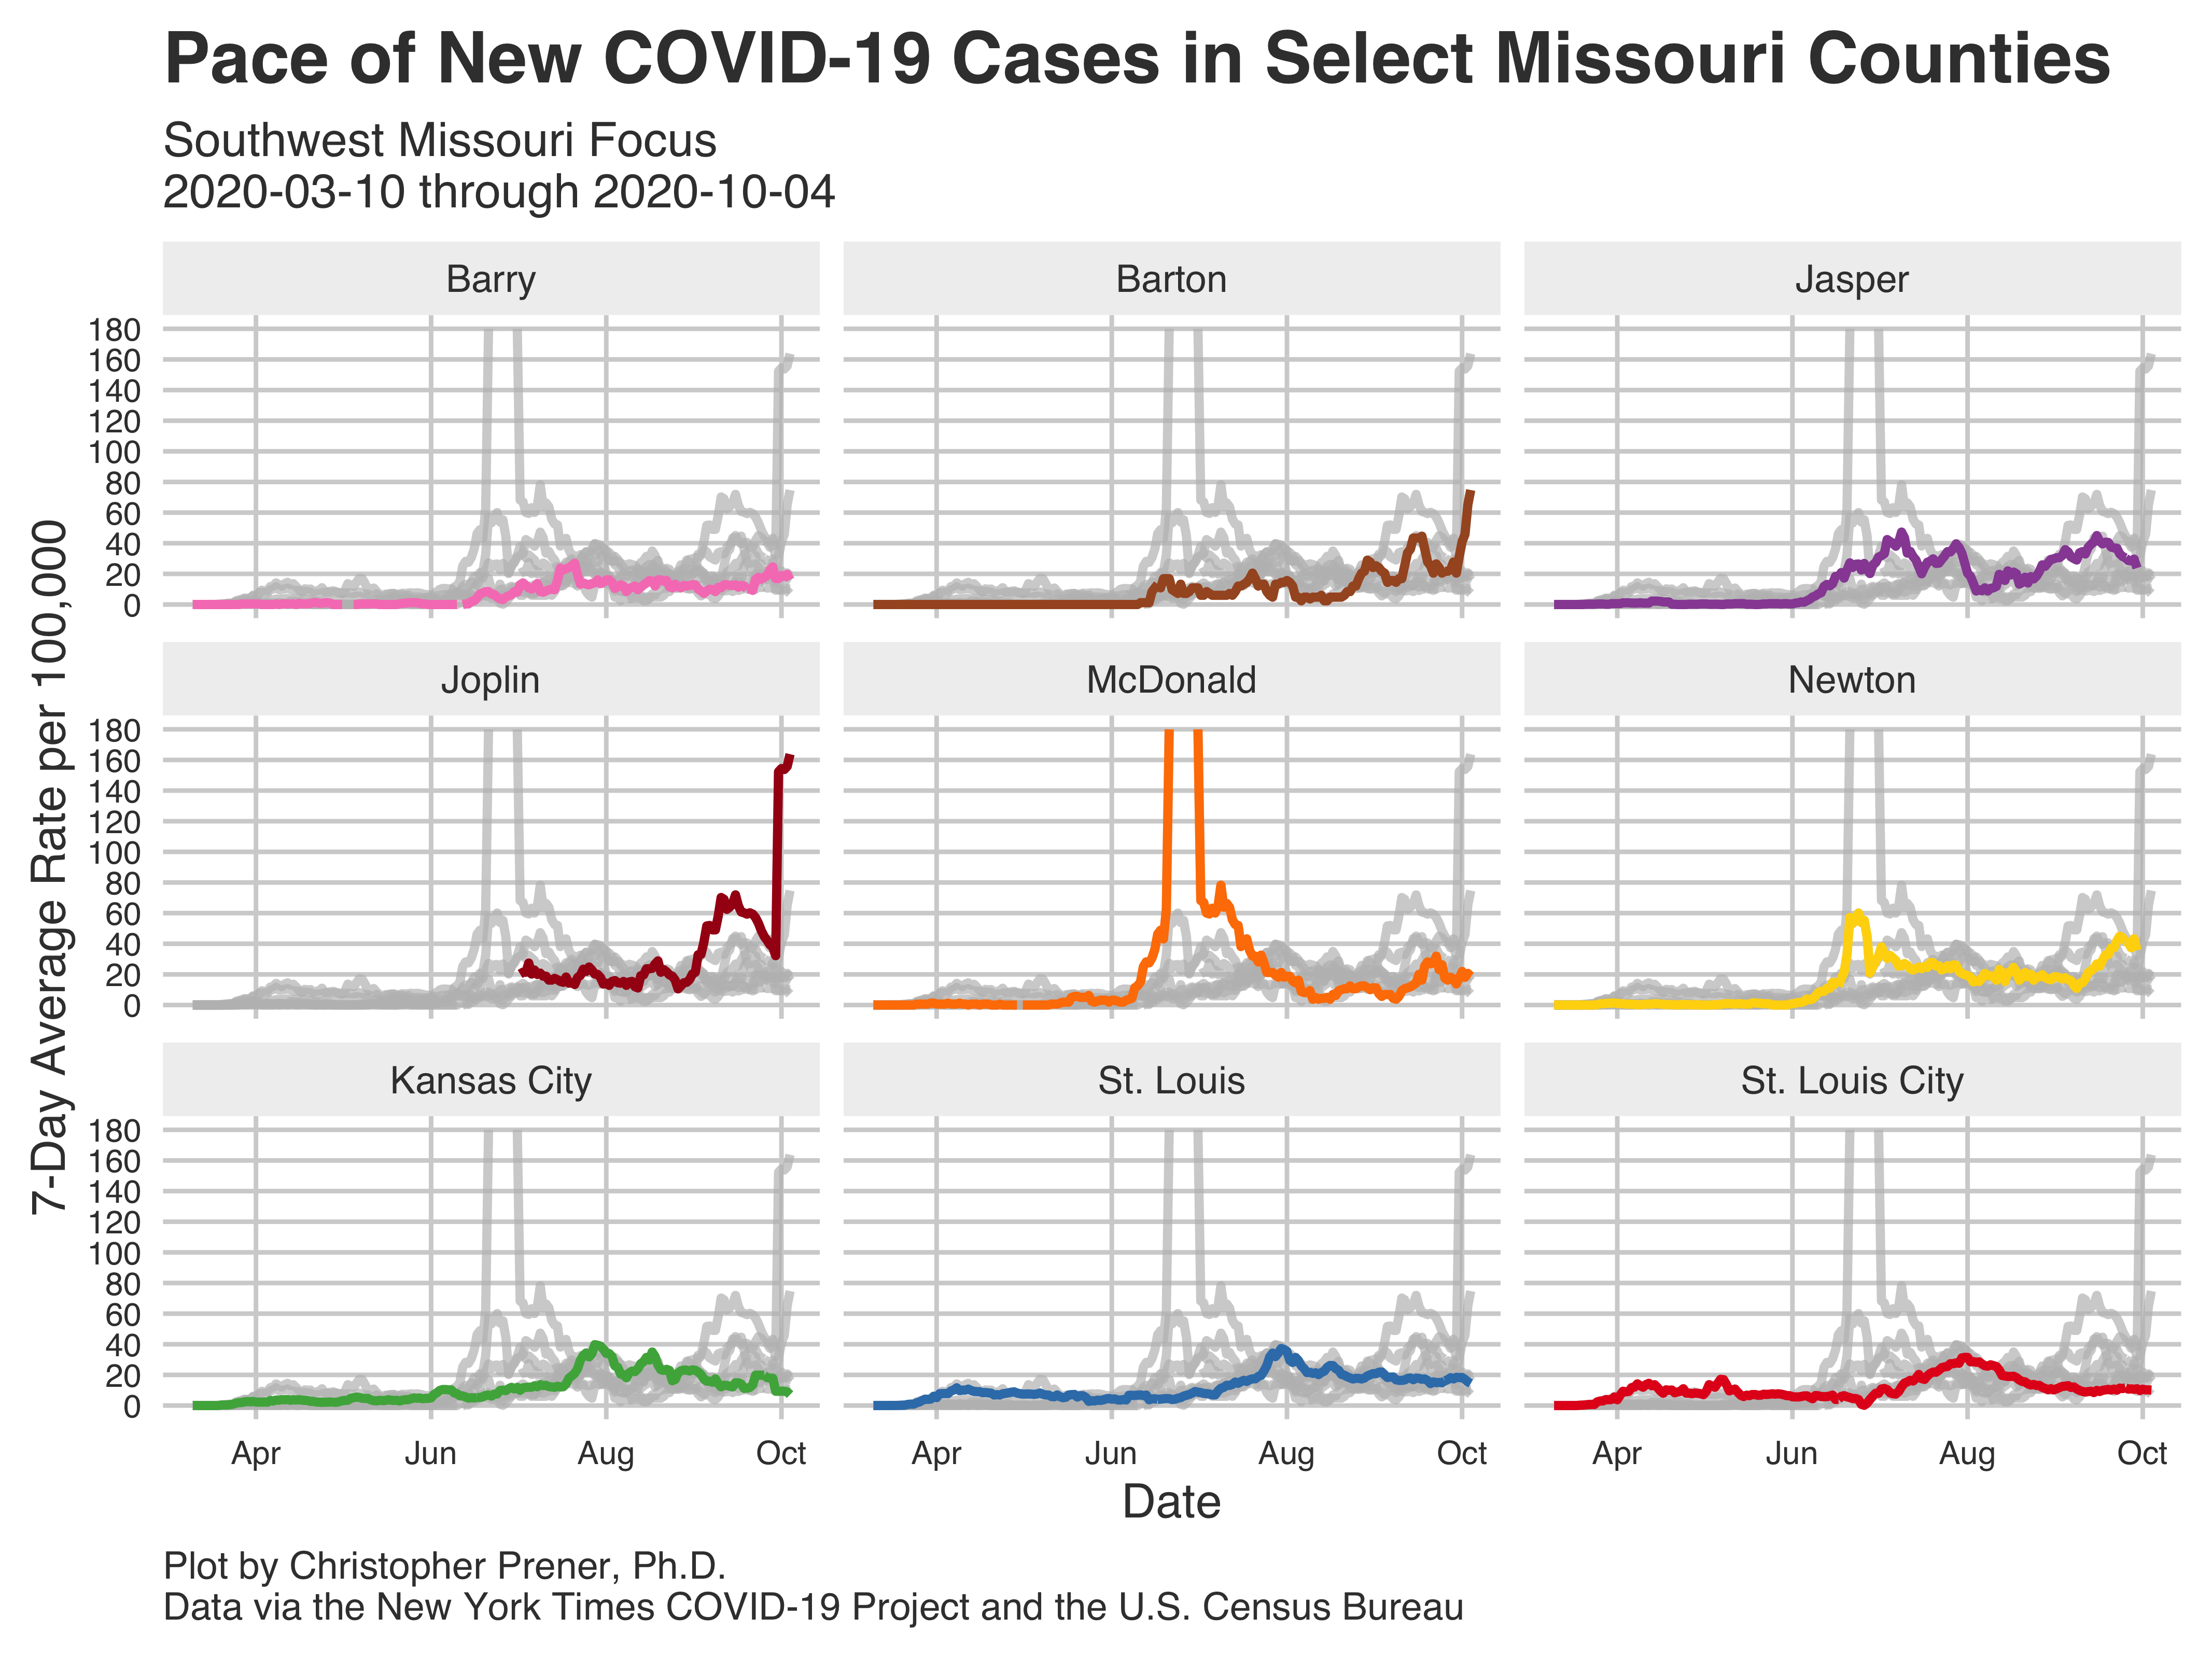 Pace of New COVID-19 Cases in Select Missouri Counties
Southwest Missouri Focus
2020-03-10 through 2020-10-04
Barry
Barton
Jasper
180
160
140
120
100
80
60
40
20
0
Joplin
McDonald
Newton
180
160
140
120
100
80
60
40
20
0
Kansas City
St. Louis
St. Louis City
180
160
140
120
100
80
60
40
20
0
7-Day Average Rate per 100,000
Apr Jun Aug Oct
Apr Jun Aug Oct
Apr Jun Aug Oct
Date
Plot by Christopher Prener, Ph.D.
Data via the New York Times COVID-19 Project and the U.S. Census Bureau